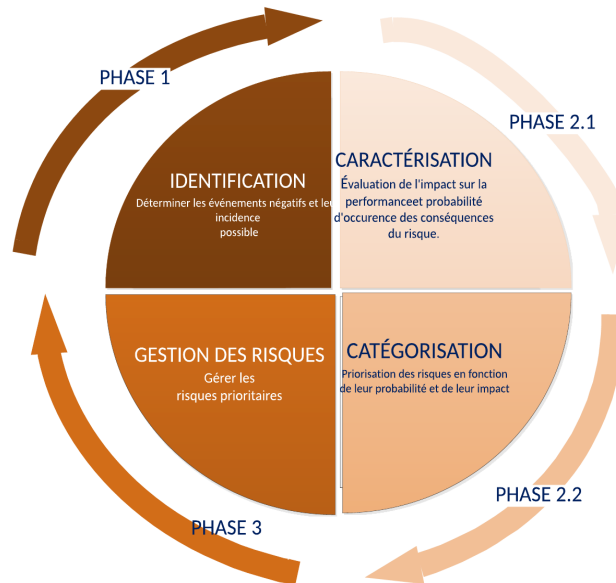 PHASE 1
IDENTIFICATION
Déterminer les événements négatifs et leu
incidence
possible
PHASE 2.1
CARACTÉRISATION
Évaluation de l'impact sur la
performanceet probabilité
d'occurence des conséquences
du risque.
CATÉGORISATION
Priorisation des risques en fonction
de leur probabilité et de leur impact
PHASE 2.2
GESTION DES RISQUES
Gérer les
risques prioritaires
PHASE 3